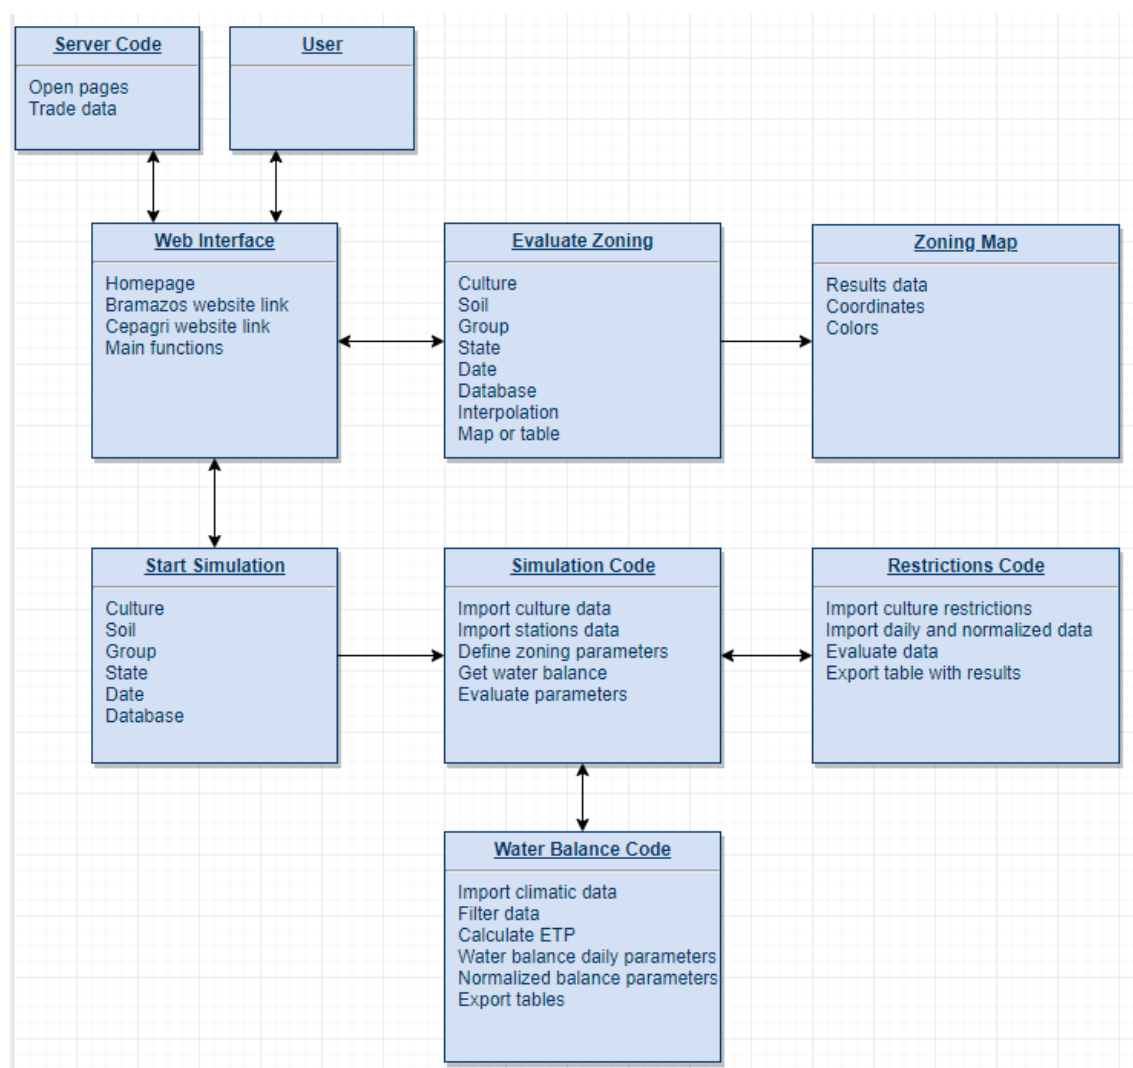 Server Code
Open pages
Trade data
User
Web Interface
Homepage
Bramazos website link
Cepagri website link
Main functions
Evaluate Zoning
Culture
Soil
Group
State
Date
Database
Interpolation
Map or table
Zoning Map
Results data
Coordinates
Colors
Start Simulation
Culture
Soil
Group
State
Date
Database
Simulation Code
Import culture data
Import stations data
Define zoning parameters
Get water balance
Evaluate parameters
Restrictions Code
Import culture restrictions
Import daily and normalized data
Evaluate data
Export table with results
Water Balance Code
Import climatic data
Filter data
Calculate ETP
Water balance daily parameters
Normalized balance parameters
Export tables